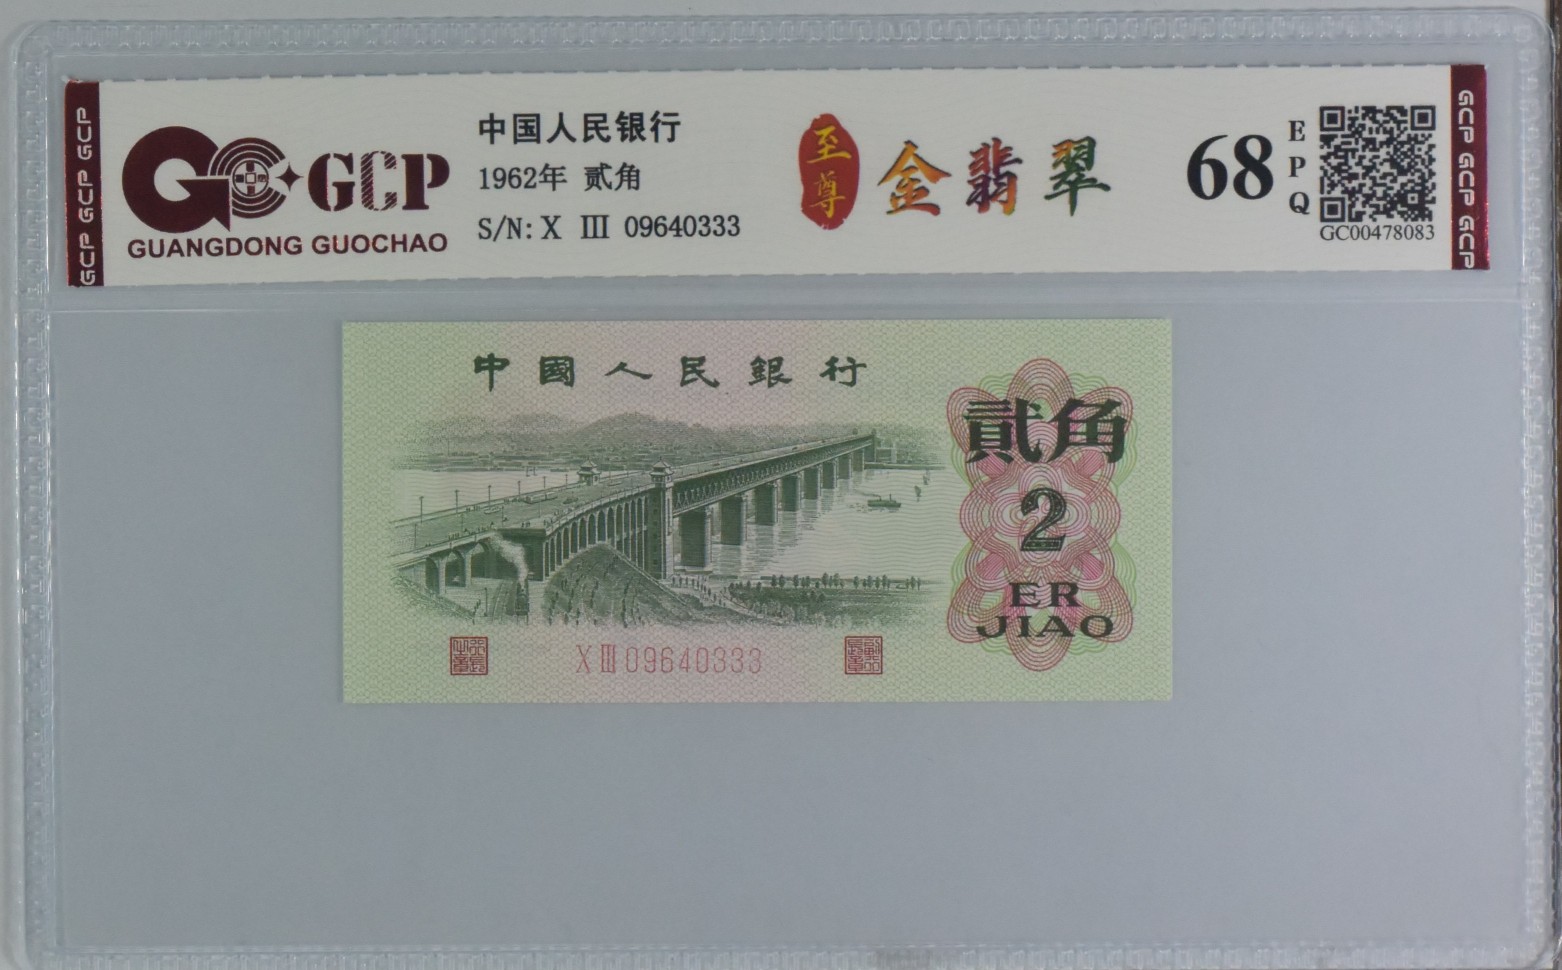 GCP GCP GCP
GCP
GUANGDONG GUOCHAO
中国人民银行
1962年 贰角
S/N: X III 09640333
至尊
金翡翠
68
EPQ
GC00478083
GCP GCP GCP
中國人民銀行
貳角
2
ER
JIAO
X III 09640333